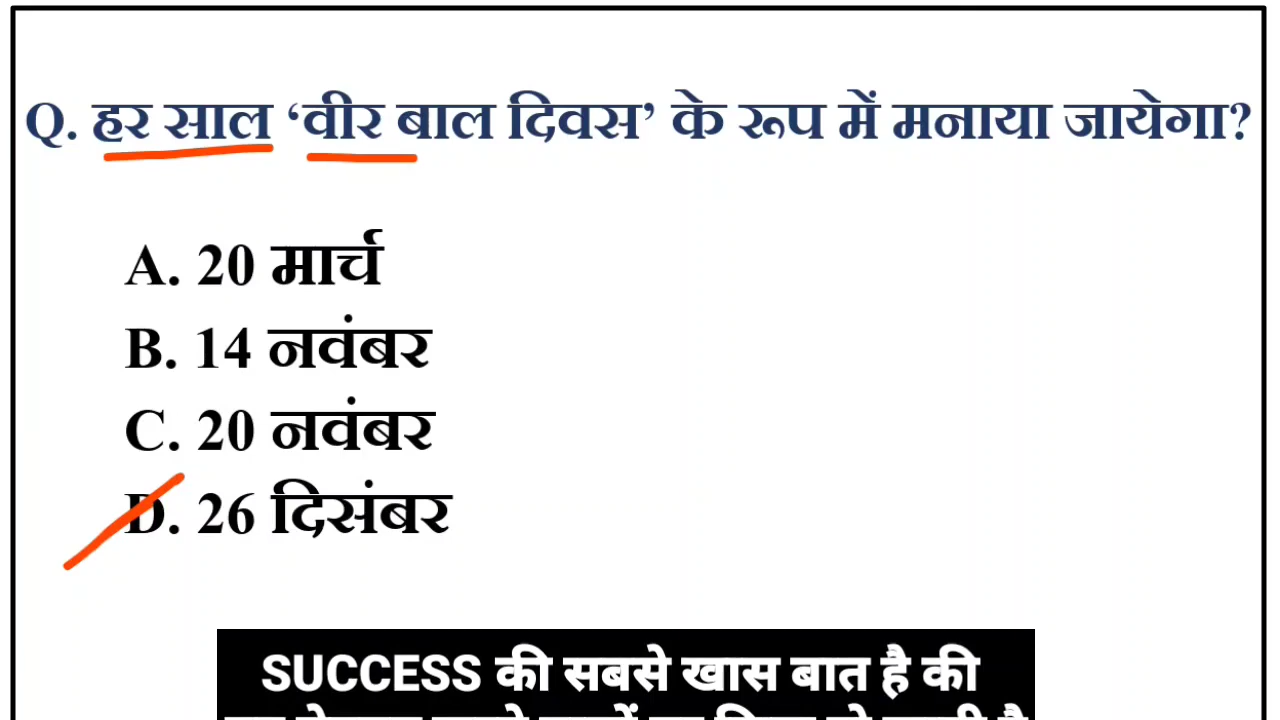 Q. हर साल ‘वीर बाल दिवस’ के रूप में मनाया जायेगा?
A. 20 मार्च
B. 14 नवंबर
C. 20 नवंबर
D. 26 दिसंबर
SUCCESS की सबसे खास बात है की